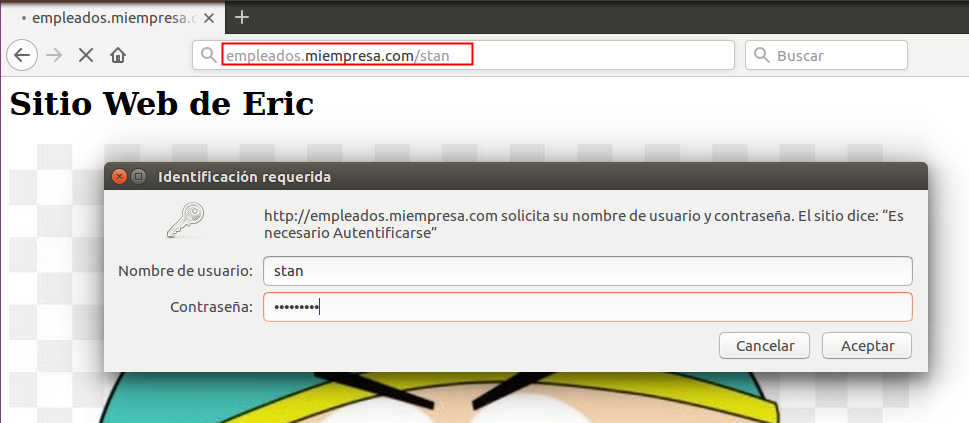 empleados.miempresa.c
empleados.miempresa.com/stan
Buscar
Sitio Web de Eric
Identificación requerida
http://empleados.miempresa.com solicita su nombre de usuario y contraseña. El sitio dice: “Es
necesario Autentificarse”
Nombre de usuario: stan
Contraseña: •••••••••
Cancelar Aceptar